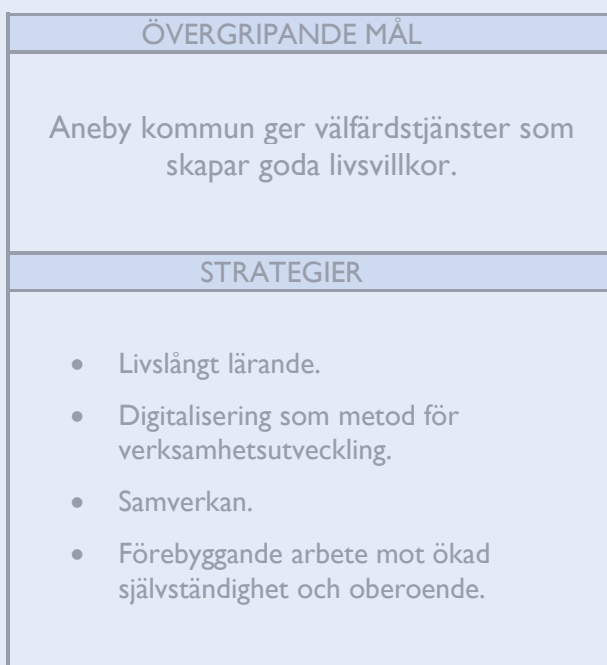 ÖVERGRIPANDE MÅL
Aneby kommun ger välfärdstjänster som
skapar goda livsvillkor.
STRATEGIER
• Livslångt lärande.
• Digitalisering som metod för
verksamhetsutveckling.
• Samverkan.
• Förebyggande arbete mot ökad
självständighet och oberoende.